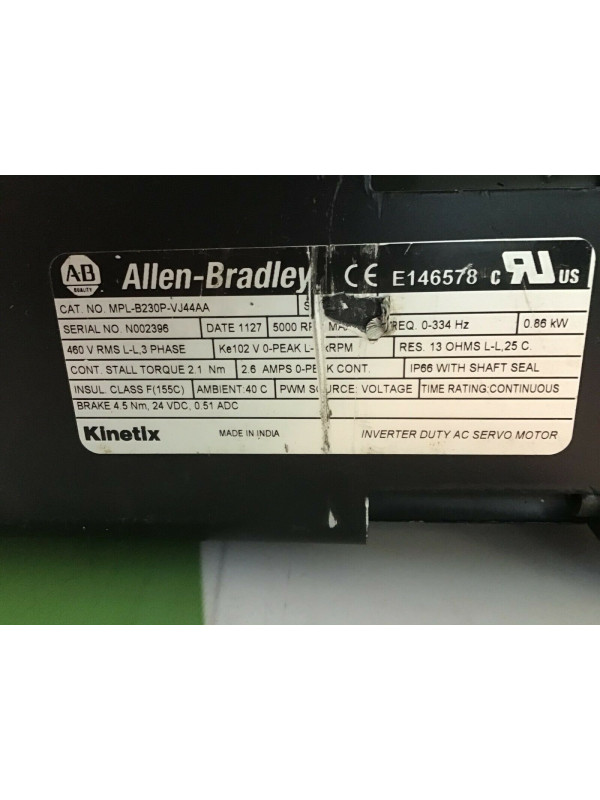 A-B QUALITY Allen-Bradley CE E146578 c RU US
CAT. NO. MPL-B230P-VJ44AA S
SERIAL NO. N002396 DATE 1127 5000 REQ. 0-334 Hz 0.86 kW
460 V RMS L-L,3 PHASE Ke102 V 0-PEAK RES. 13 OHMS L-L,25 C.
CONT. STALL TORQUE 2.1 Nm 2.6 AMPS 0-PEAK CONT. IP66 WITH SHAFT SEAL
INSUL. CLASS F(155C) AMBIENT:40 C PWM SOURCE: VOLTAGE TIME RATING:CONTINUOUS
BRAKE 4.5 Nm, 24 VDC, 0.51 ADC
Kinetix MADE IN INDIA INVERTER DUTY AC SERVO MOTOR